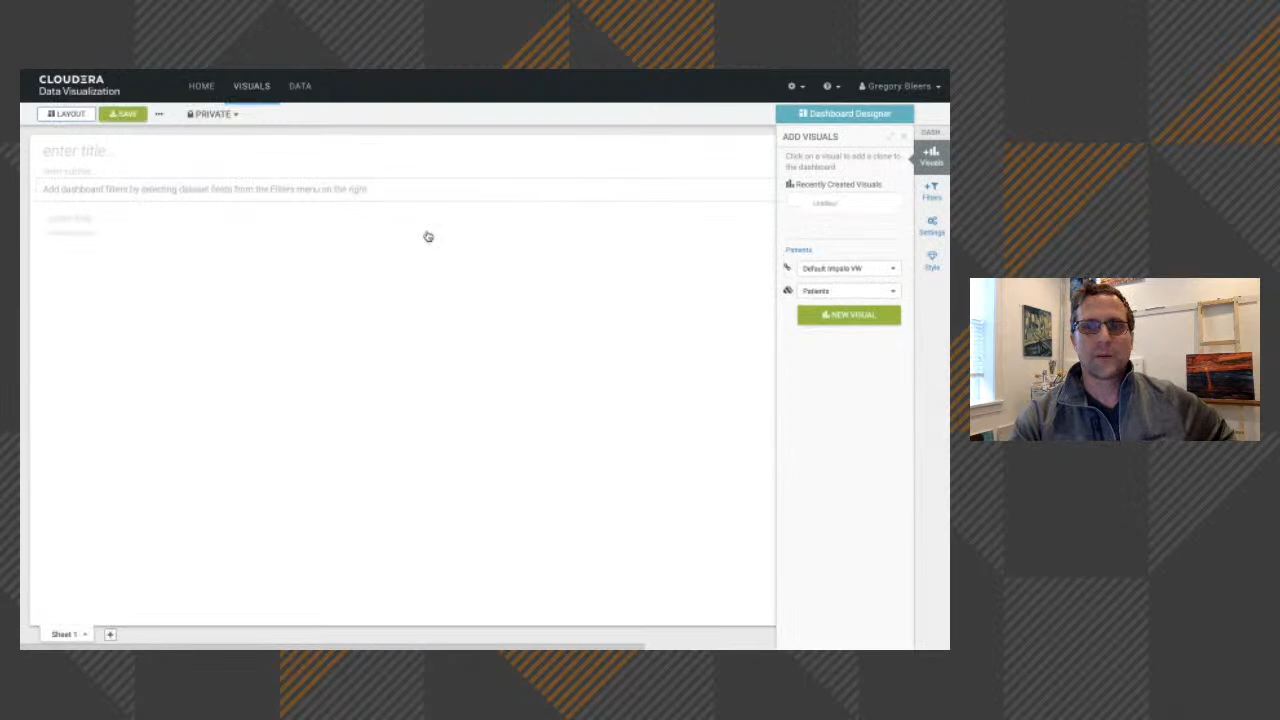 CLOUDERA
Data Visualization
HOME VISUALS DATA
Gregory Bleers
LAYOUT SAVE PRIVATE
Dashboard Designer
enter title...
Add dashboard filters by selecting dataset fields from the Filters menu on the right
Sheet 1
ADD VISUALS
Click on a visual to add a clone to
the dashboard
Recently Created Visuals
Untitled
Patients
Default Impala VW
Patients
NEW VISUAL
DASH
Visuals
Filters
Settings
Style